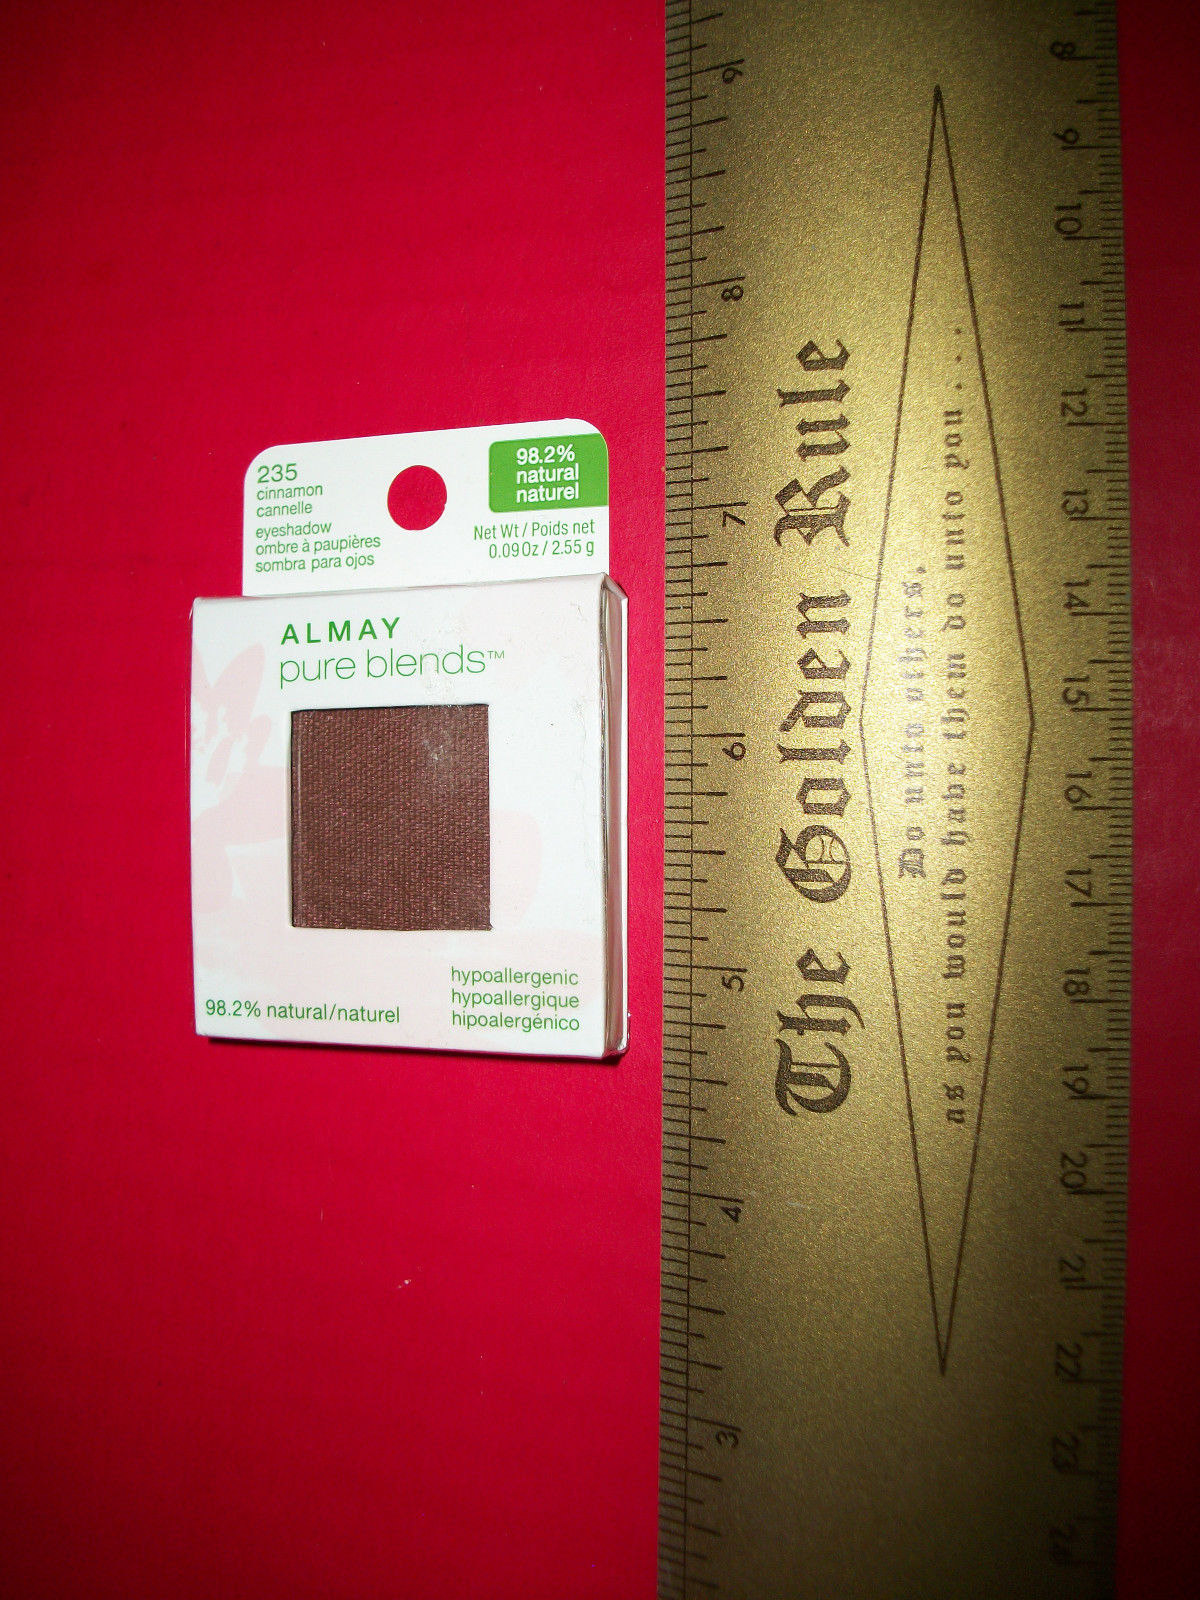 235
cinnamon
cannelle
eyeshadow
ombre à paupières
sombra para ojos
98.2%
natural
naturel
Net Wt / Poids net
0.09 Oz / 2.55 g
ALMAY
pure blends™
98.2% natural/naturel
hypoallergenic
hypoallergique
hipoalergénico
9
8
7
6
5
4
3
The Golden Rule
Do unto others,
as you would have them do unto you ....
8
9
10
11
12
13
14
15
16
17
18
19
20
21
22
23
24